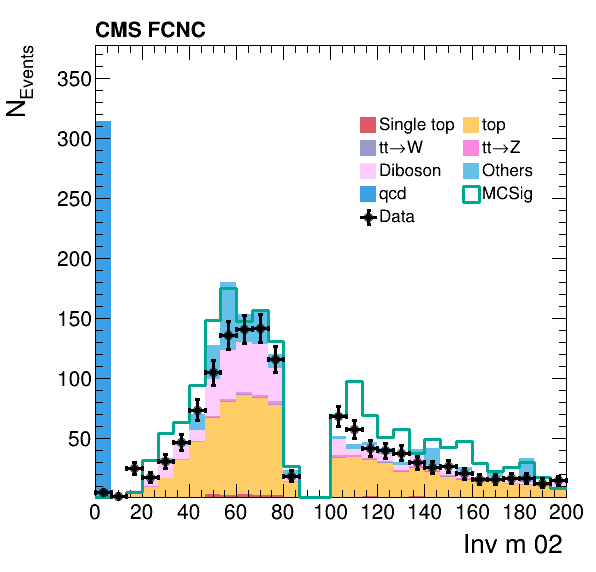 CMS FCNC
N_Events
350
300
250
200
150
100
50
Single top
top
tt→W
tt→Z
Diboson
Others
qcd
MCSig
Data
0 20 40 60 80 100 120 140 160 180 200
Inv m 02